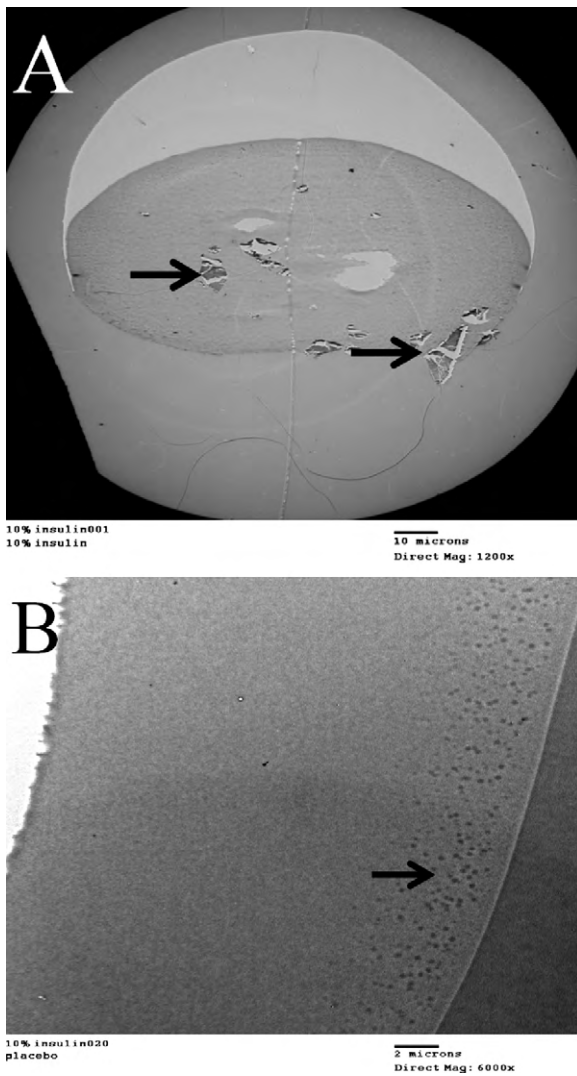 A
10% insulin001
10% insulin
10 microns
Direct Mag: 1200x
B
10% insulin020
placebo
2 microns
Direct Mag: 6000x